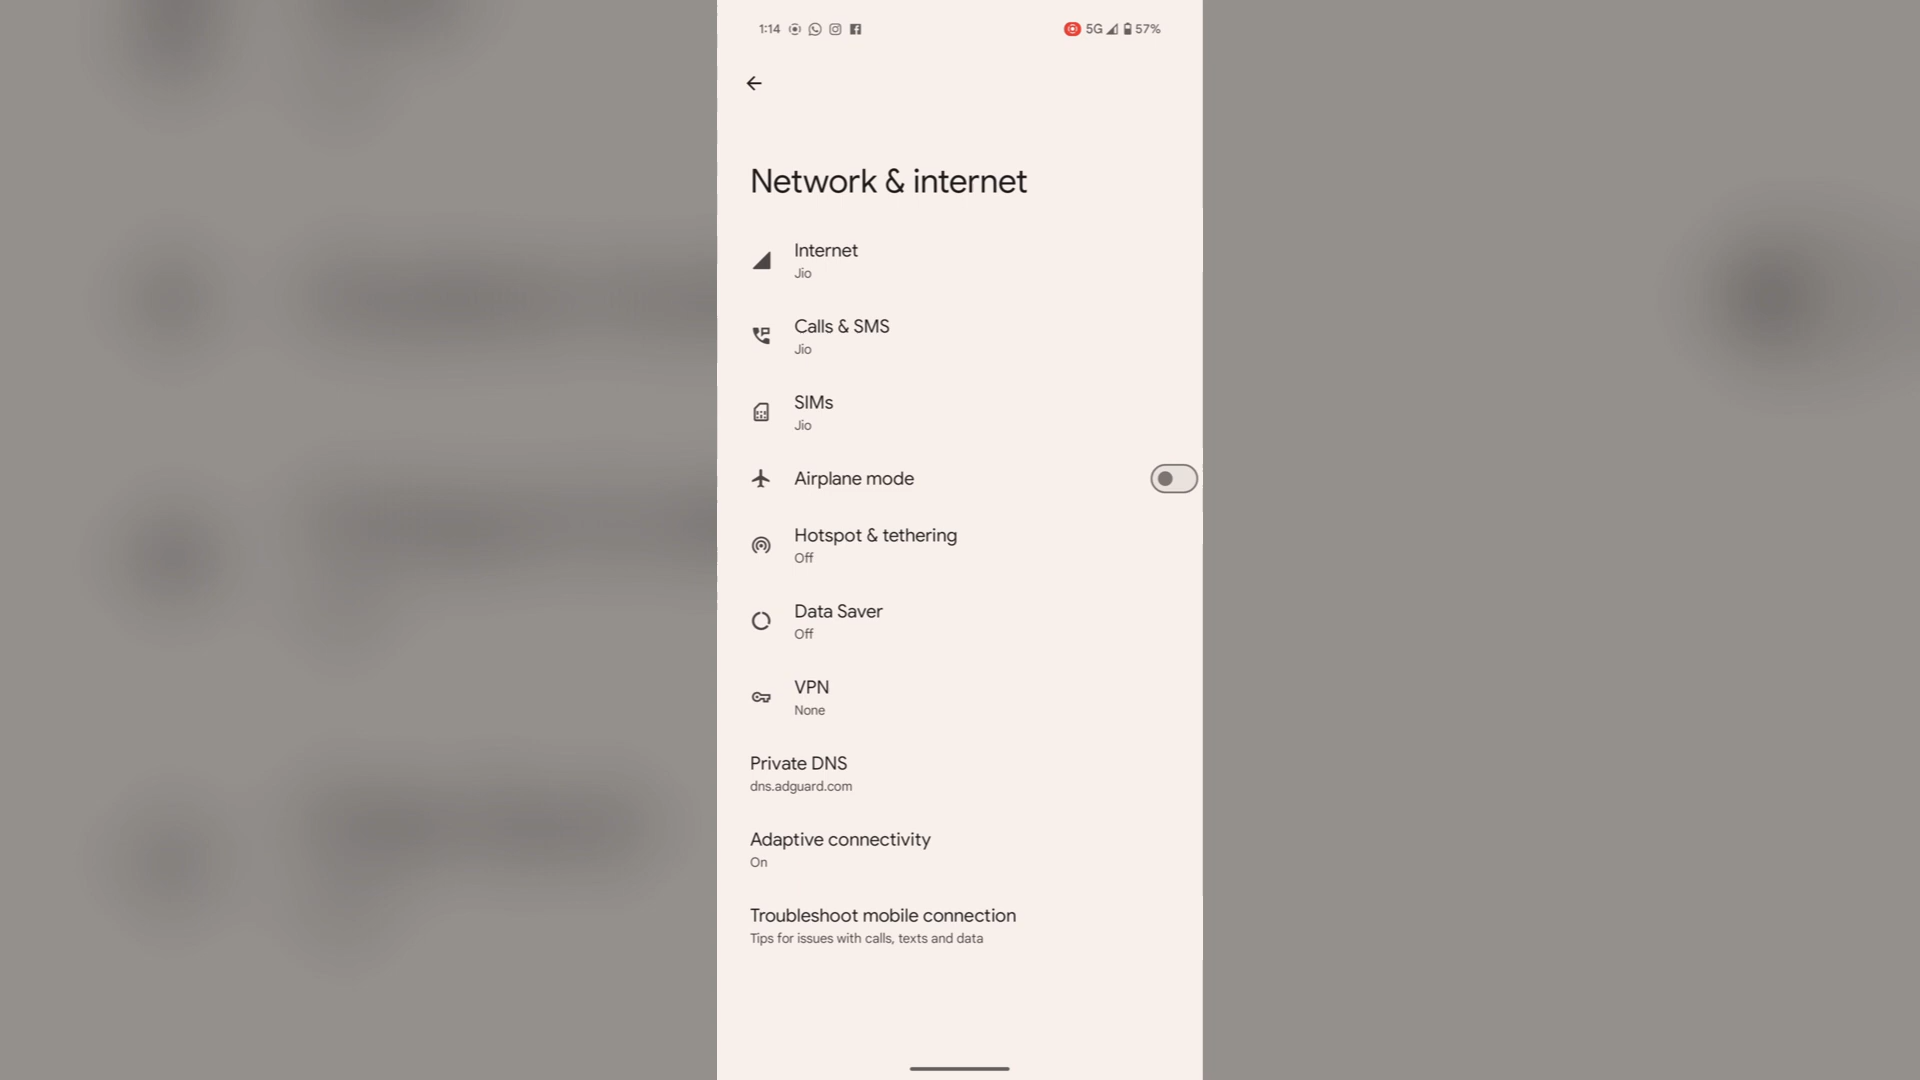 1:14 5G 57%
Network & internet
Internet
Jio
Calls & SMS
Jio
SIMs
Jio
Airplane mode
Hotspot & tethering
Off
Data Saver
Off
VPN
None
Private DNS
dns.adguard.com
Adaptive connectivity
On
Troubleshoot mobile connection
Tips for issues with calls, texts and data